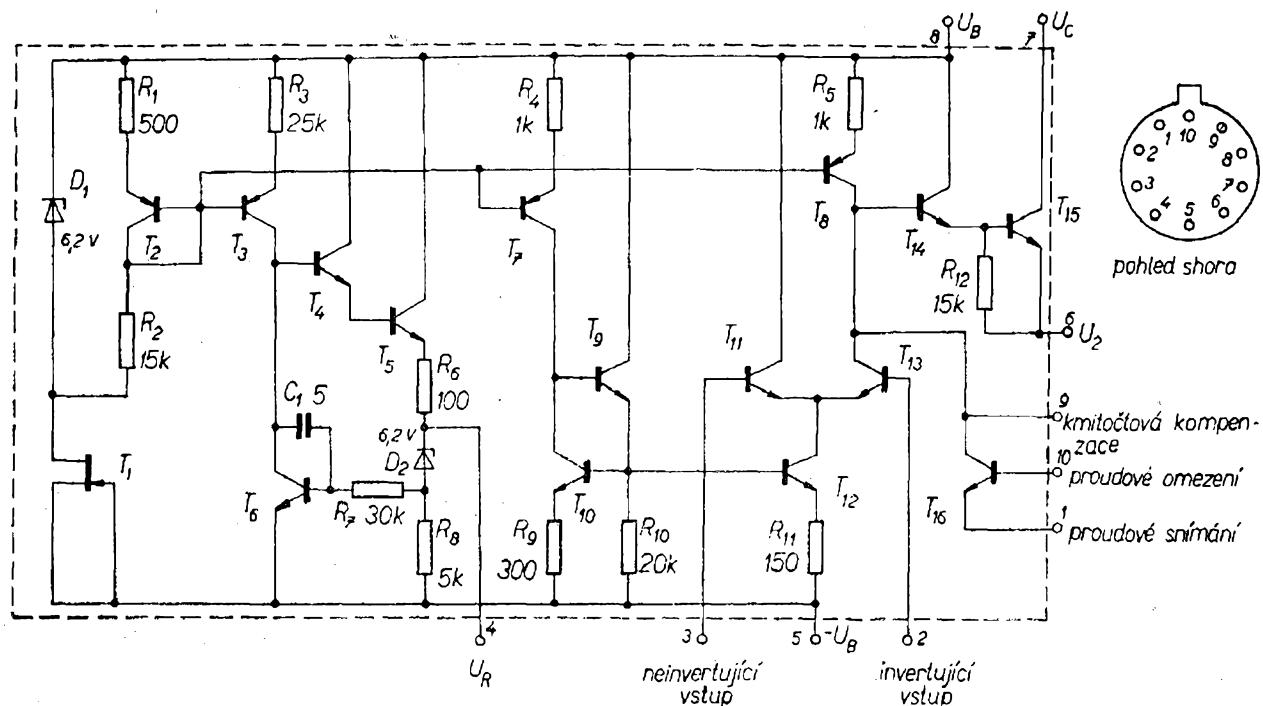 8 U_B
7 U_C
R1
500
R3
25k
R4
1k
R5
1k
D1
6,2 V
T2
T3
T4
T5
T7
T8
T14
T15
R12
15k
1
2
3
4
5
6
7
8
9
10
pohled shora
R2
15k
6
U2
T9
T11
T13
R6
100
C1 5
6,2 V
D2
T1
T6
R7 30k
R8
5k
T10
R9
300
R10
20k
T12
R11
150
T16
9
kmitočtová kompen-
zace
10
proudové omezení
1
proudové snímání
4
U_R
3
neinvertující
vstup
5 -U_B
2
invertující
vstup